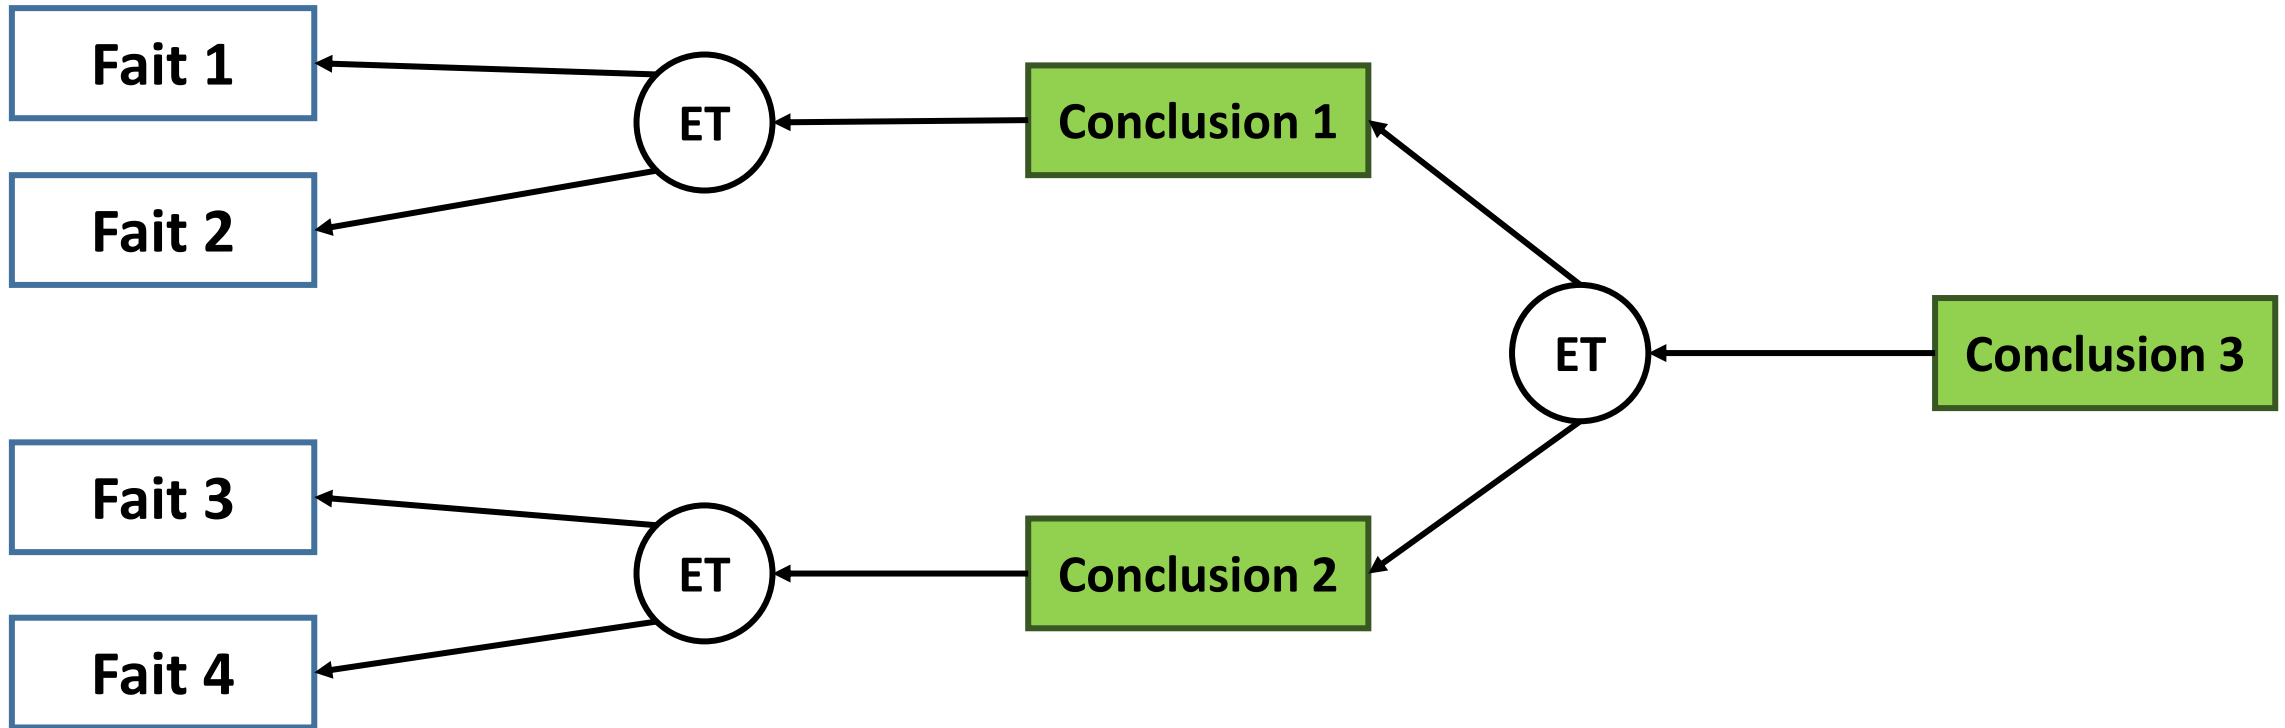 Fait 1
Fait 2
ET
Conclusion 1
Fait 3
Fait 4
ET
Conclusion 2
ET
Conclusion 3